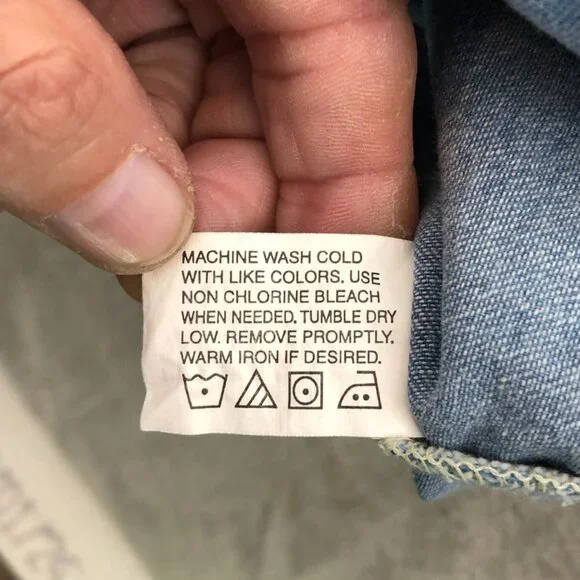 MACHINE WASH COLD
WITH LIKE COLORS. USE
NON CHLORINE BLEACH
WHEN NEEDED. TUMBLE DRY
LOW. REMOVE PROMPTLY.
WARM IRON IF DESIRED.